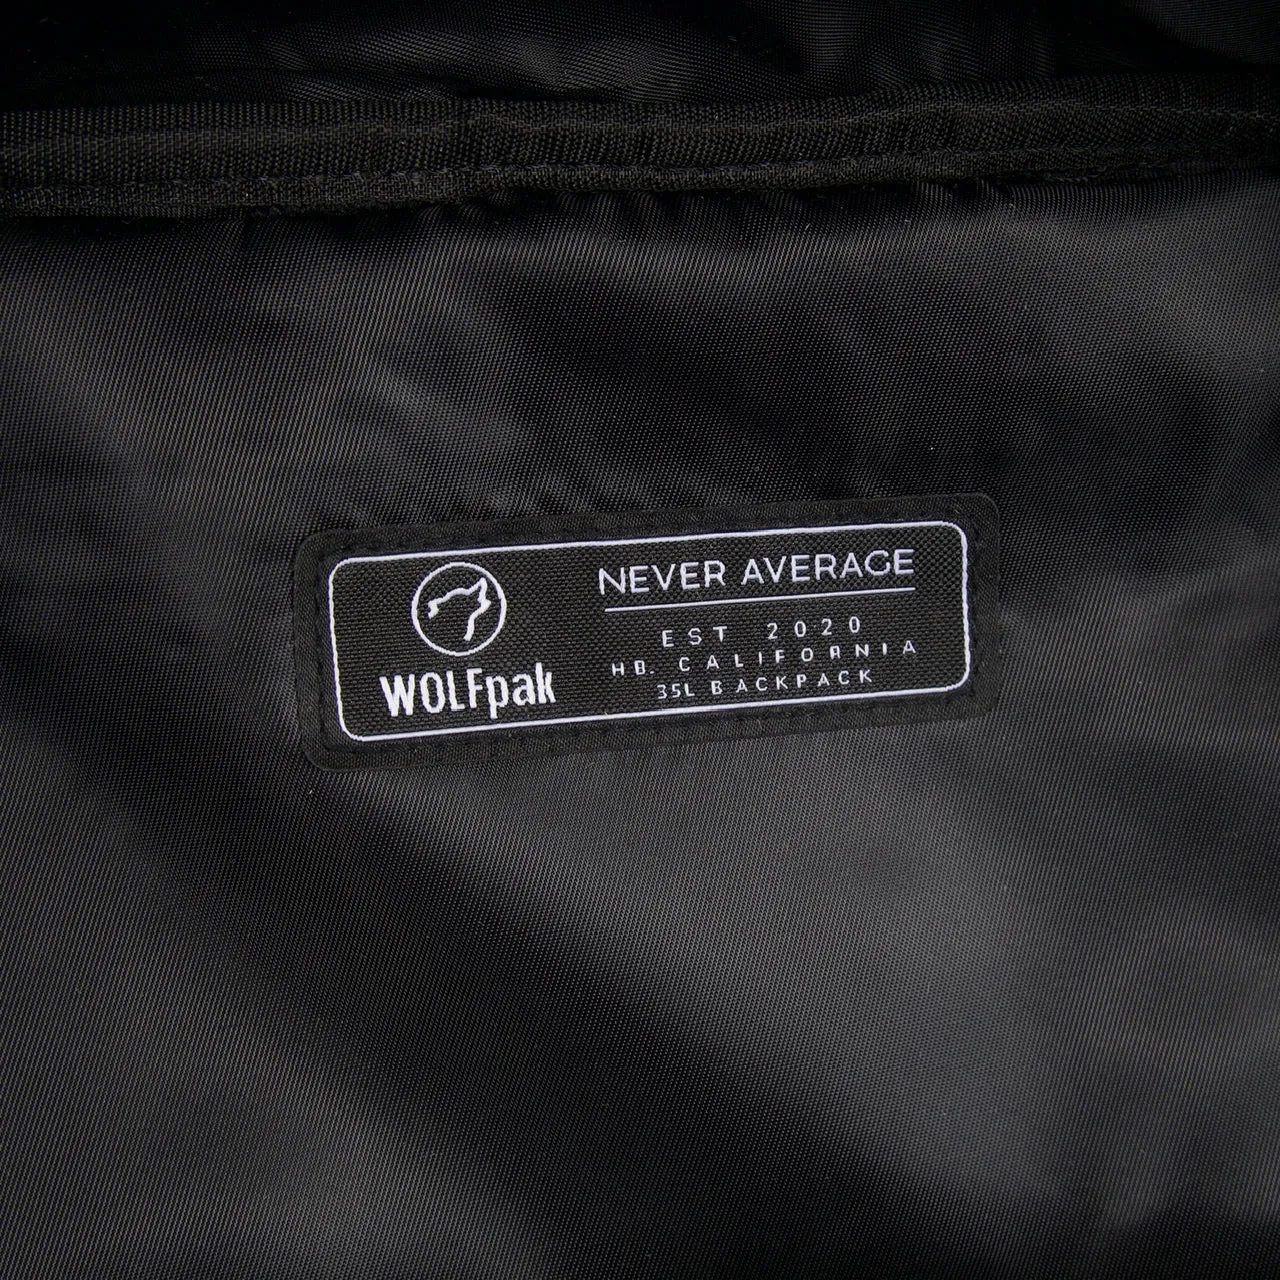 WOLFpak
NEVER AVERAGE
EST 2020
HB. CALIFORNIA
35L BACKPACK